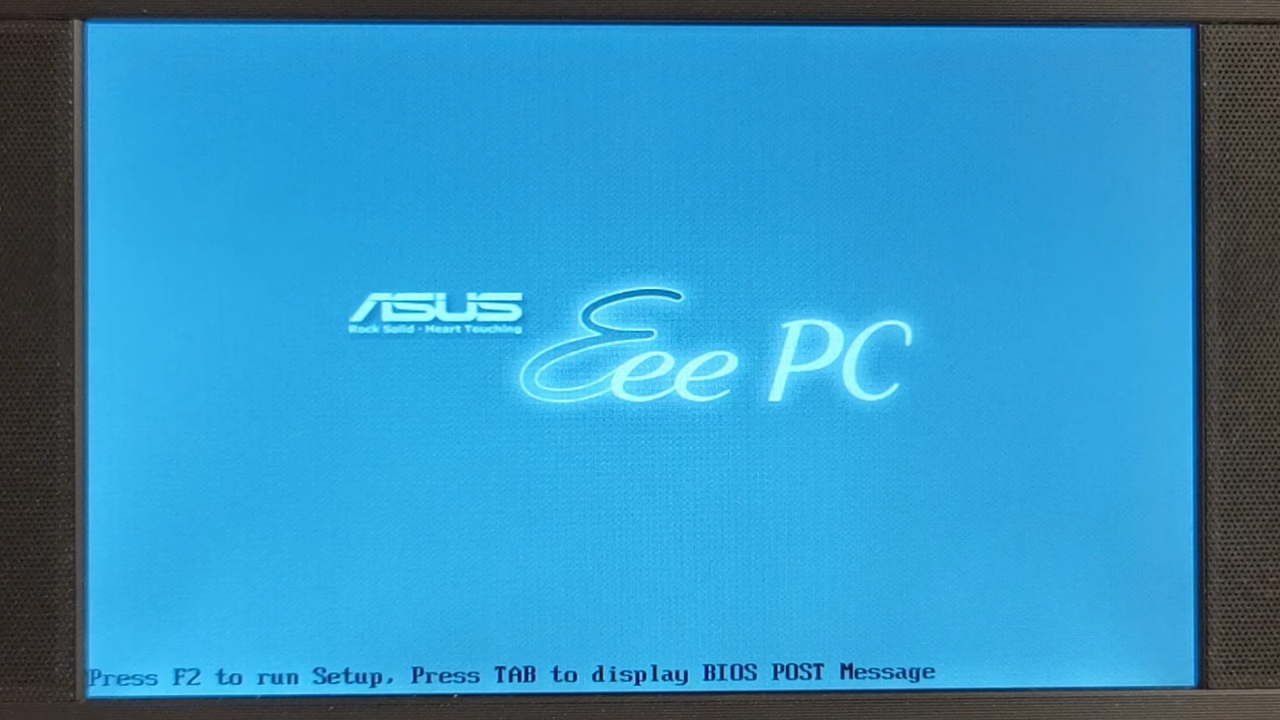 ASUS
Rock Solid · Heart Touching
Eee PC
Press F2 to run Setup, Press TAB to display BIOS POST Message